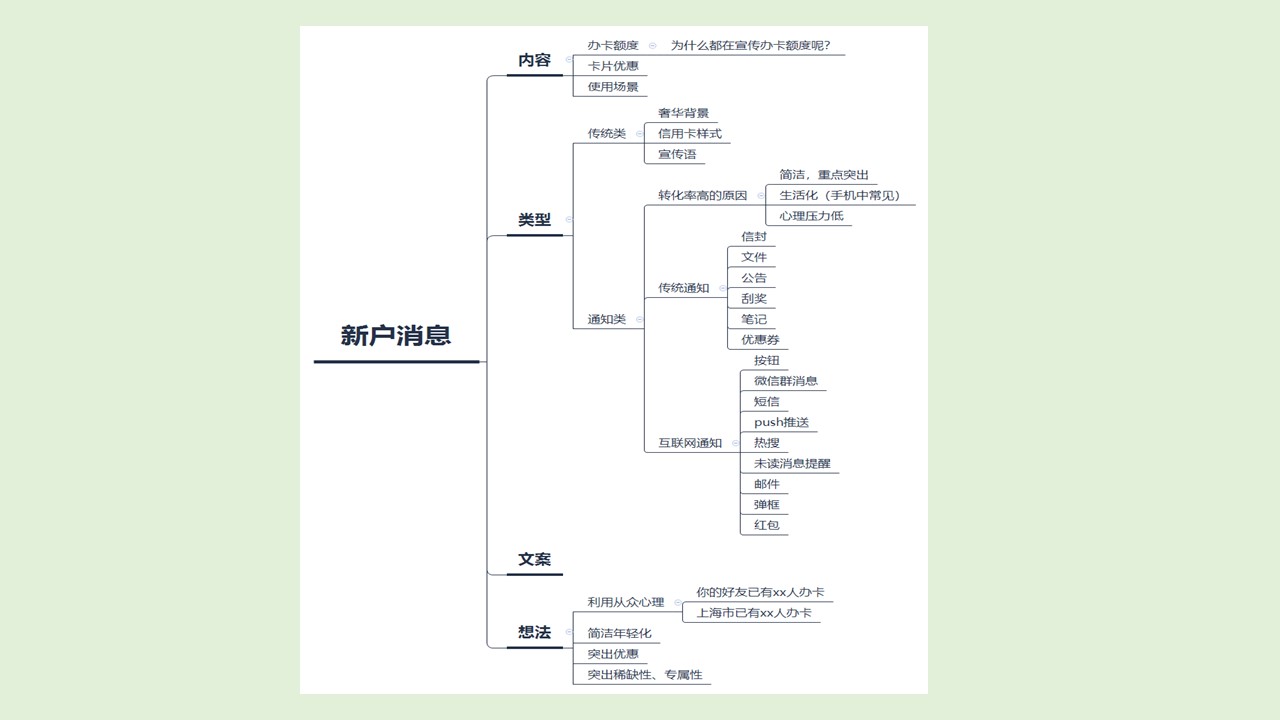 新户消息
内容
办卡额度
为什么都在宣传办卡额度呢?
卡片优惠
使用场景
类型
传统类
奢华背景
信用卡样式
宣传语
通知类
转化率高的原因
简洁，重点突出
生活化（手机中常见）
心理压力低
传统通知
信封
文件
公告
刮奖
笔记
优惠券
互联网通知
按钮
微信群消息
短信
push推送
热搜
未读消息提醒
邮件
弹框
红包
文案
想法
利用从众心理
你的好友已有xx人办卡
上海市已有xx人办卡
简洁年轻化
突出优惠
突出稀缺性、专属性